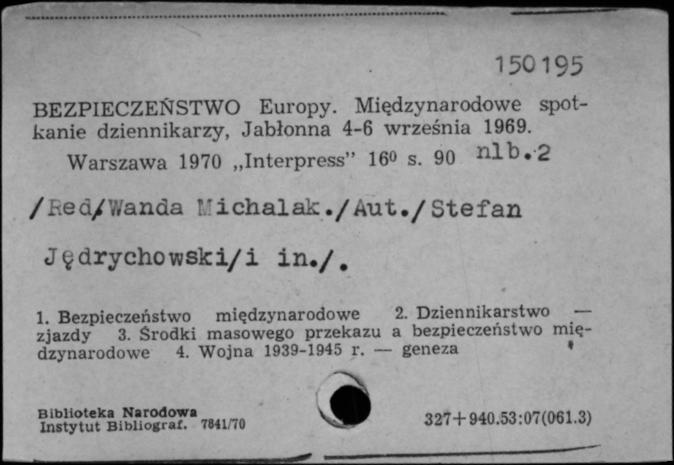 150195
BEZPIECZEŃSTWO Europy. Międzynarodowe spot-
kanie dziennikarzy, Jabłonna 4-6 września 1969.
Warszawa 1970 „Interpress” 16⁰ s. 90 nlb.2
/Red/Wanda Michalak./Aut./Stefan
Jędrychowski/i in./.
1. Bezpieczeństwo międzynarodowe 2. Dziennikarstwo —
zjazdy 3. Środki masowego przekazu a bezpieczeństwo mię-
dzynarodowe 4. Wojna 1939-1945 r. — geneza
Biblioteka Narodowa
Instytut Bibliograf. 7841/70
327+940.53:07(061.3)